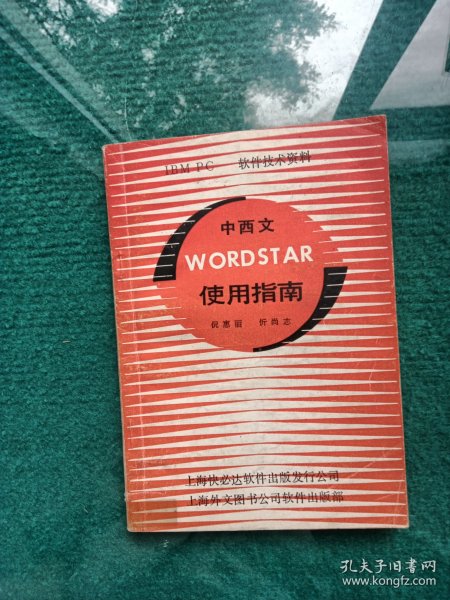 IBM PC 软件技术资料
中西文
WORDSTAR
使用指南
倪惠丽 忻尚志
上海快必达软件出版发行公司
上海外文图书公司软件出版部
孔夫子旧书网
www.kongfz.com